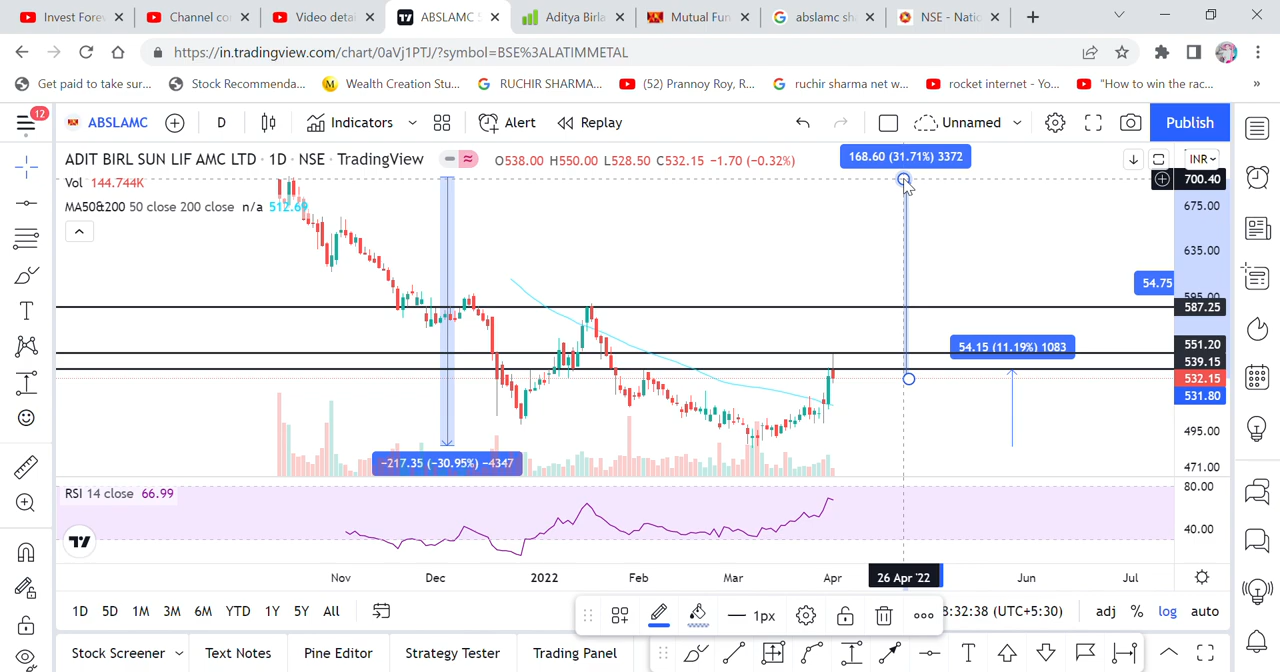 Invest Forev
Channel co
Video deta
ABSLAMC 5
Aditya Birla
Mutual Fun
abslamc sh
NSE - Natio
https://in.tradingview.com/chart/0aVj1PTJ/?symbol=BSE%3ALATIMMETAL
Get paid to take sur...
Stock Recommenda...
Wealth Creation Stu...
RUCHIR SHARMA...
(52) Prannoy Roy, R...
ruchir sharma net w...
rocket internet - Yo...
"How to win the rac...
»
12
ABSLAMC
D
Indicators
Alert
Replay
Unnamed
Publish
ADIT BIRL SUN LIF AMC LTD · 1D · NSE · TradingView
O538.00 H550.00 L528.50 C532.15 −1.70 (−0.32%)
168.60 (31.71%) 3372
INR
Vol 144.744K
700.40
MA50&200 50 close 200 close n/a 512.69
675.00
635.00
54.75
595.00
587.25
54.15 (11.19%) 1083
551.20
539.15
532.15
531.80
495.00
−217.35 (−30.95%) −4347
471.00
RSI 14 close 66.99
80.00
40.00
Nov
Dec
2022
Feb
Mar
Apr
26 Apr '22
Jun
Jul
1D
5D
1M
3M
6M
YTD
1Y
5Y
All
1px
8:32:38 (UTC+5:30)
adj
%
log
auto
Stock Screener
Text Notes
Pine Editor
Strategy Tester
Trading Panel